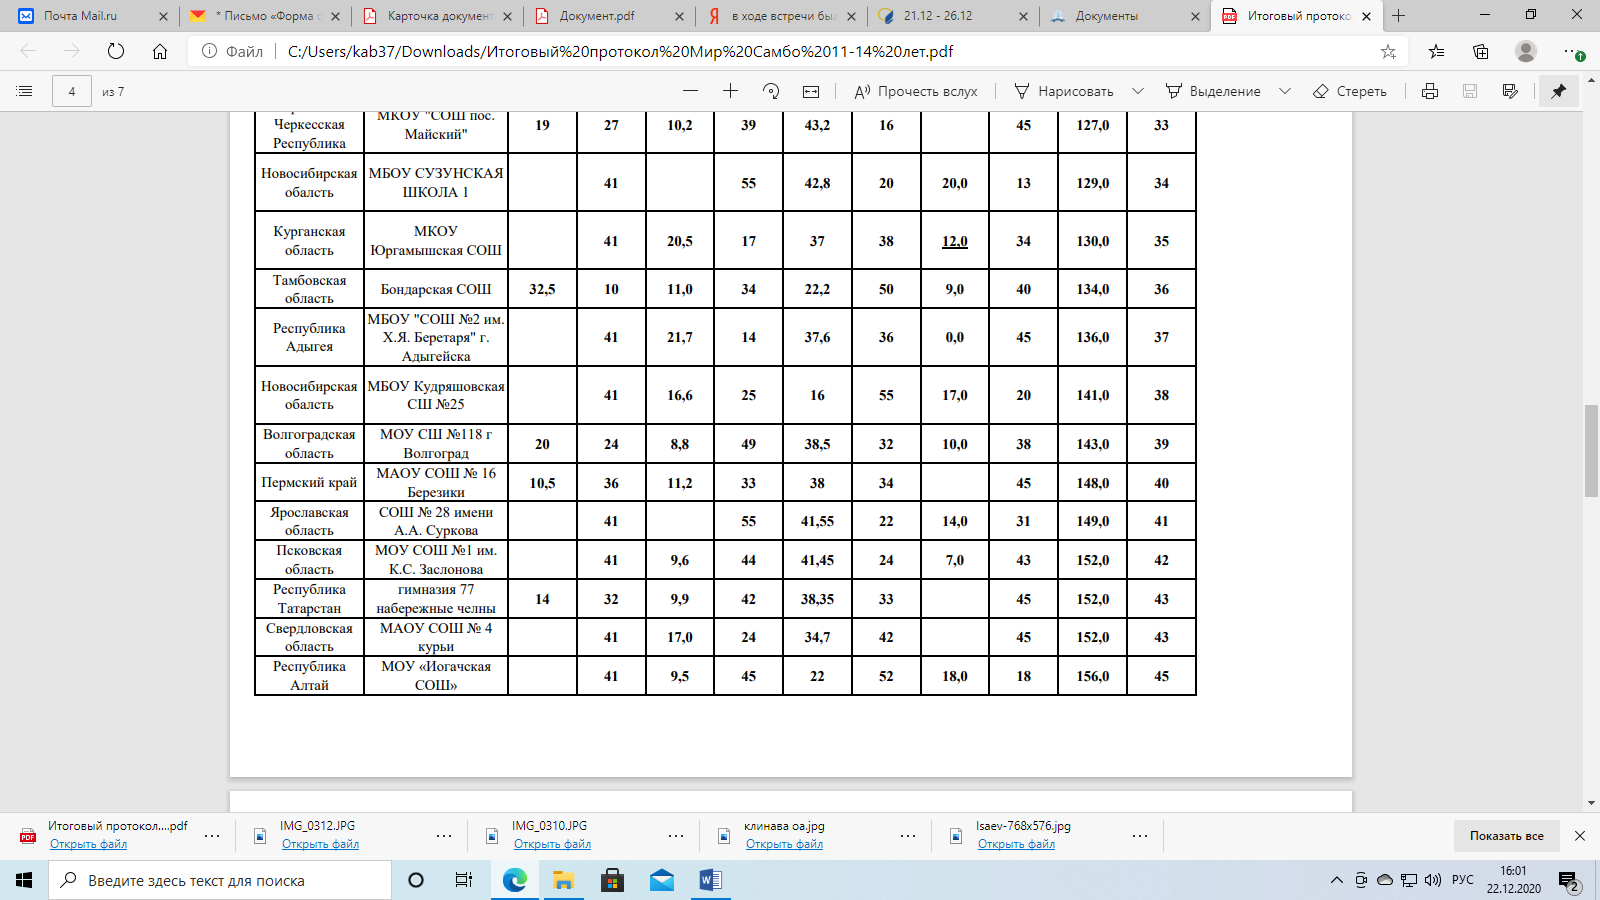 Почта Mail.ru
* Письмо «Форма с
Карточка документ
Документ.pdf
в ходе встречи был
21.12 - 26.12
Документы
Итоговый протокол
Файл
C:/Users/kab37/Downloads/Итоговый%20протокол%20Мир%20Самбо%2011-14%20лет.pdf
4 из 7
Прочесть вслух
Нарисовать
Выделение
Стереть
Черкесская Республика МКОУ "СОШ пос. Майский" 19 27 10,2 39 43,2 16 45 127,0 33
Новосибирская обалсть МБОУ СУЗУНСКАЯ ШКОЛА 1 41 55 42,8 20 20,0 13 129,0 34
Курганская область МКОУ Юргамышская СОШ 41 20,5 17 37 38 12,0 34 130,0 35
Тамбовская область Бондарская СОШ 32,5 10 11,0 34 22,2 50 9,0 40 134,0 36
Республика Адыгея МБОУ "СОШ №2 им. Х.Я. Беретаря" г. Адыгейска 41 21,7 14 37,6 36 0,0 45 136,0 37
Новосибирская обалсть МБОУ Кудряшовская СШ №25 41 16,6 25 16 55 17,0 20 141,0 38
Волгоградская область МОУ СШ №118 г Волгоград 20 24 8,8 49 38,5 32 10,0 38 143,0 39
Пермский край МАОУ СОШ № 16 Березики 10,5 36 11,2 33 38 34 45 148,0 40
Ярославская область СОШ № 28 имени А.А. Суркова 41 55 41,55 22 14,0 31 149,0 41
Псковская область МОУ СОШ №1 им. К.С. Заслонова 41 9,6 44 41,45 24 7,0 43 152,0 42
Республика Татарстан гимназия 77 набережные челны 14 32 9,9 42 38,35 33 45 152,0 43
Свердловская область МАОУ СОШ № 4 курьи 41 17,0 24 34,7 42 45 152,0 43
Республика Алтай МОУ «Иогачская СОШ» 41 9,5 45 22 52 18,0 18 156,0 45
Итоговый протокол....pdf
Открыть файл
IMG_0312.JPG
Открыть файл
IMG_0310.JPG
Открыть файл
клинава оа.jpg
Открыть файл
Isaev-768x576.jpg
Открыть файл
Показать все
Введите здесь текст для поиска
РУС
16:01
22.12.2020
2